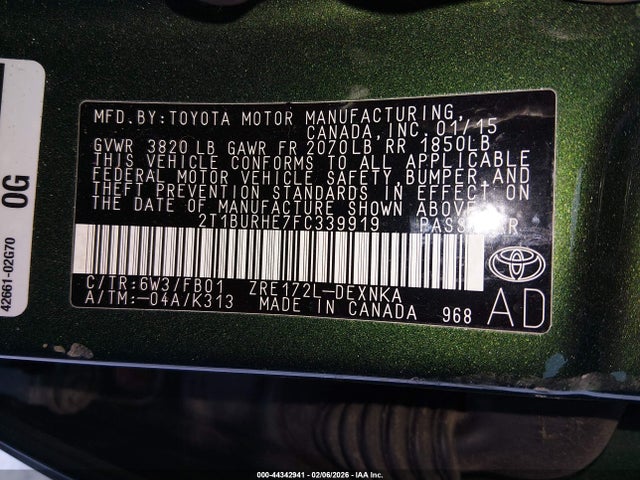 MFD.BY:TOYOTA MOTOR MANUFACTURING,
CANADA, INC. 01/15
GVWR 3820 LB GAWR FR 2070LB RR 1850LB
THIS VEHICLE CONFORMS TO ALL APPLICABLE
FEDERAL MOTOR VEHICLE SAFETY, BUMPER, AND
THEFT PREVENTION STANDARDS IN EFFECT ON
THE DATE OF MANUFACTURE SHOWN ABOVE.
2T1BURHE7FC339919 PASS CAR
C/TR:6W3/FB01 ZRE172L-DEXNKA
A/TM:-04A/K313 MADE IN CANADA 968
AD
0G
42661-02G70
000-44342941 - 02/06/2026 - IAA Inc.